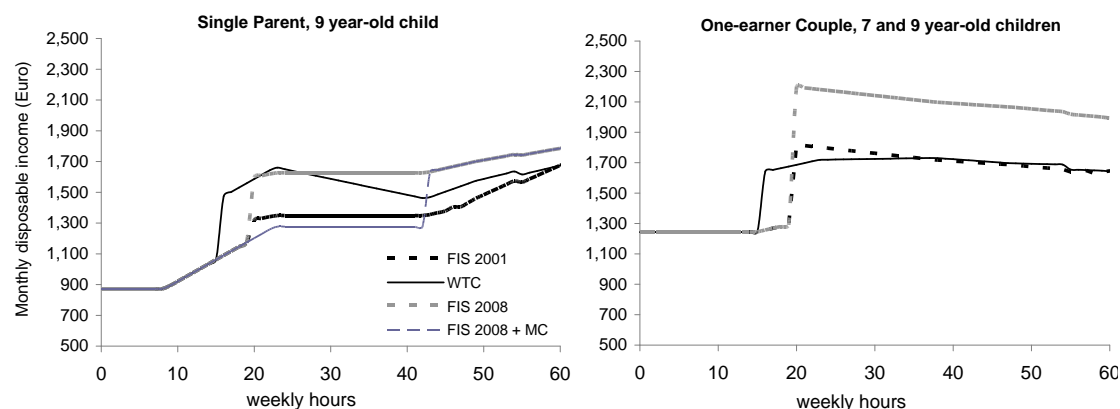 Single Parent, 9 year-old child
Monthly disposable income (Euro)
2,500
2,300
2,100
1,900
1,700
1,500
1,300
1,100
900
700
500
0 10 20 30 40 50 60
weekly hours
FIS 2001
WTC
FIS 2008
FIS 2008 + MC
One-earner Couple, 7 and 9 year-old children
2,500
2,300
2,100
1,900
1,700
1,500
1,300
1,100
900
700
500
0 10 20 30 40 50 60
weekly hours